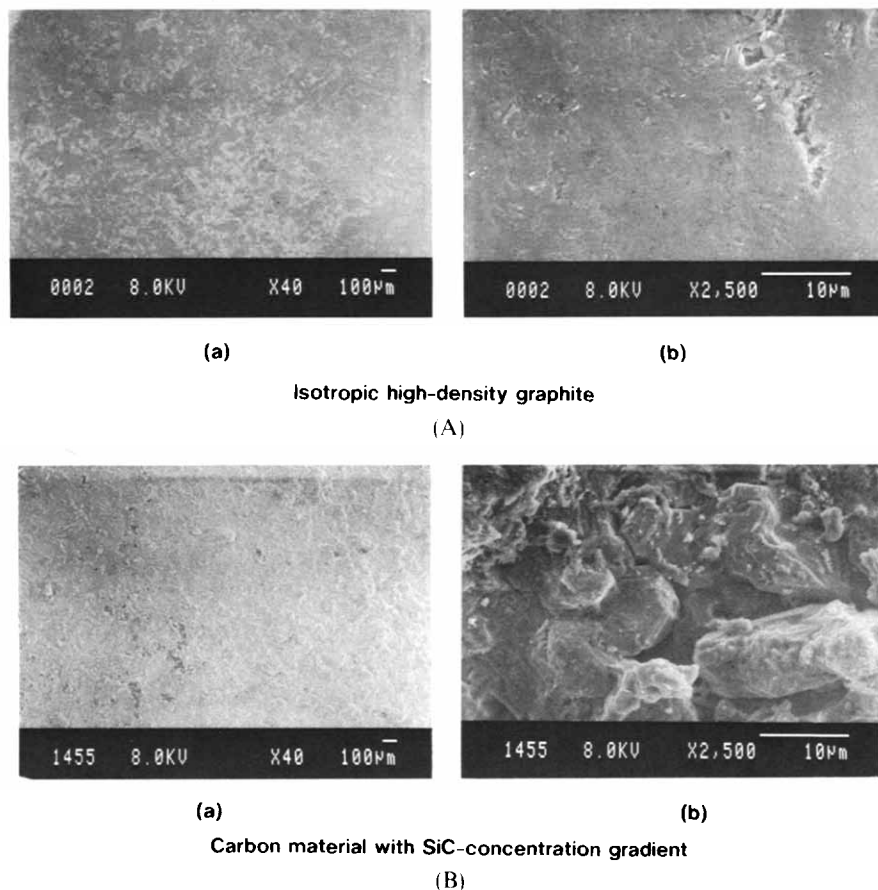 0002 8.0KV X40 100µm
0002 8.0KV X2,500 10µm
(a)
(b)
Isotropic high-density graphite
(A)
1455 8.0KV X40 100µm
1455 8.0KV X2,500 10µm
(a)
(b)
Carbon material with SiC-concentration gradient
(B)